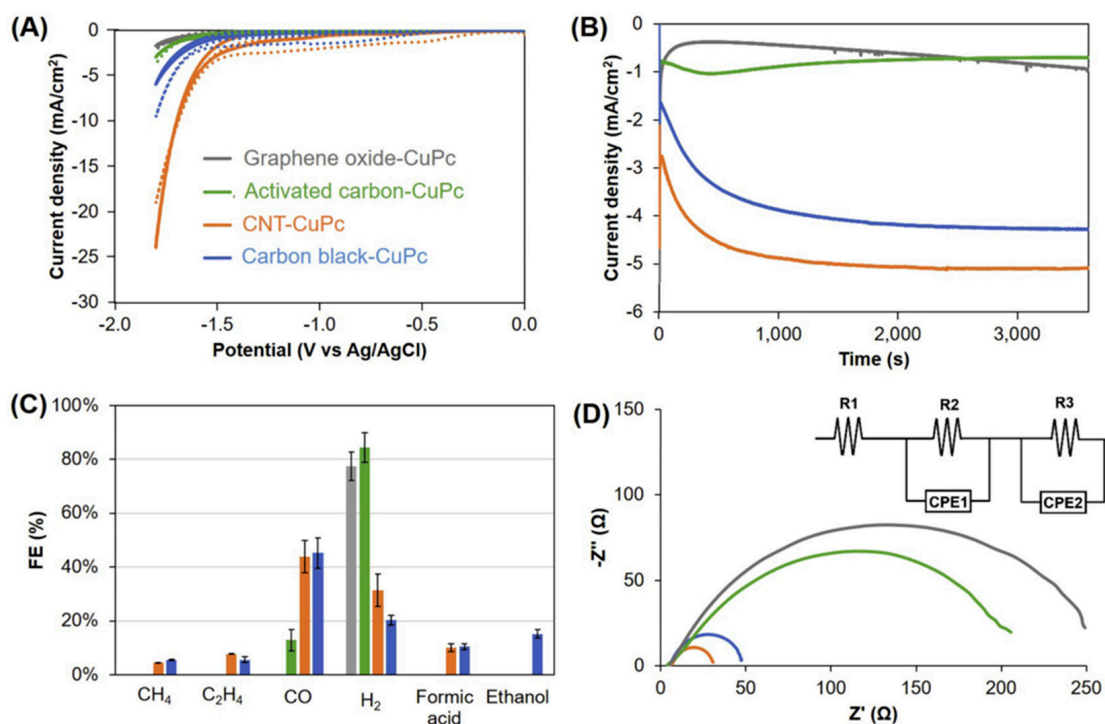 (A)
0
-5
-10
-15
-20
-25
-30
Current density (mA/cm²)
Graphene oxide-CuPc
Activated carbon-CuPc
CNT-CuPc
Carbon black-CuPc
-2.0 -1.5 -1.0 -0.5 0.0
Potential (V vs Ag/AgCl)
(B)
0
-1
-2
-3
-4
-5
-6
Current density (mA/cm²)
0 1,000 2,000 3,000
Time (s)
(C)
100%
80%
60%
40%
20%
0%
FE (%)
CH₄ C₂H₄ CO H₂ Formic acid Ethanol
(D)
150
100
50
0
-Z'' (Ω)
R1 R2 R3
CPE1 CPE2
0 50 100 150 200 250
Z' (Ω)